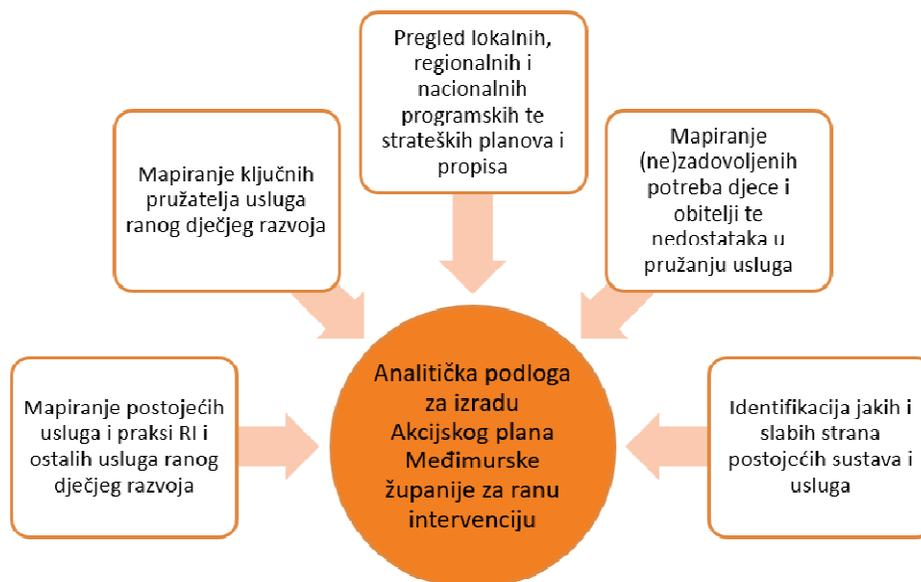 Pregled lokalnih,
regionalnih i
nacionalnih
programskih te
strateških planova i
propisa
Mapiranje ključnih
pružatelja usluga
ranog dječjeg razvoja
Mapiranje
(ne)zadovoljenih
potreba djece i
obitelji te
nedostataka u
pružanju usluga
Mapiranje postojećih
usluga i praksi RI i
ostalih usluga ranog
dječjeg razvoja
Analitička podloga
za izradu
Akcijskog plana
Međimurske
županije za ranu
intervenciju
Identifikacija jakih i
slabih strana
postojećih sustava i
usluga